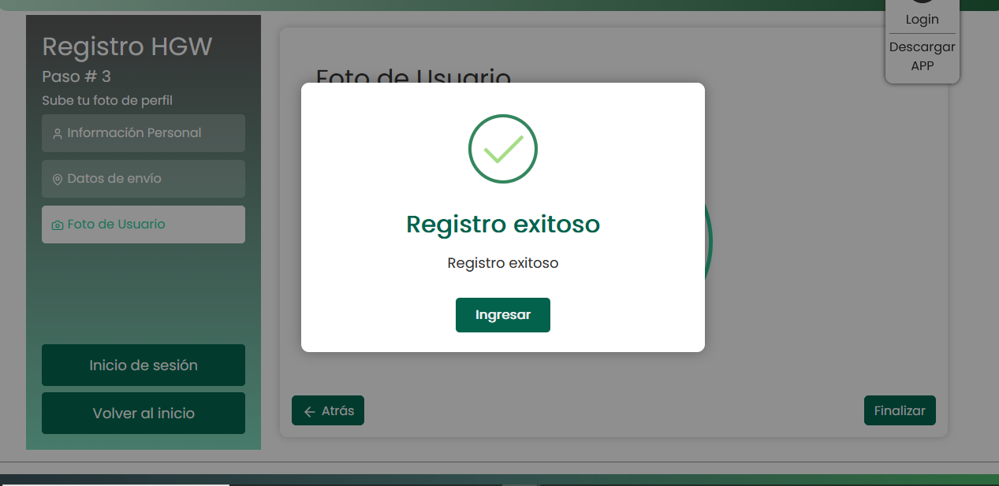 Registro HGW
Paso # 3
Sube tu foto de perfil
Información Personal
Datos de envío
Foto de Usuario
Inicio de sesión
Volver al inicio
Login
Descargar
APP
Foto de Usuario
Registro exitoso
Registro exitoso
Ingresar
Atrás
Finalizar